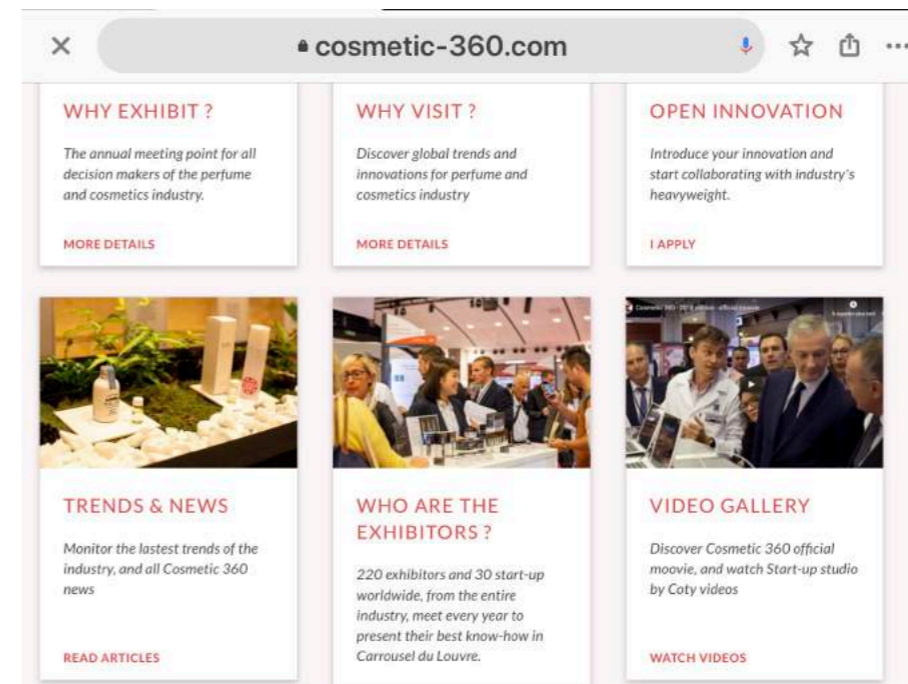 cosmetic-360.com
WHY EXHIBIT ?
The annual meeting point for all
decision makers of the perfume
and cosmetics industry.
MORE DETAILS
WHY VISIT ?
Discover global trends and
innovations for perfume and
cosmetics industry
MORE DETAILS
OPEN INNOVATION
Introduce your innovation and
start collaborating with industry's
heavyweight.
I APPLY
TRENDS & NEWS
Monitor the lastest trends of the
industry, and all Cosmetic 360
news
READ ARTICLES
WHO ARE THE
EXHIBITORS ?
220 exhibitors and 30 start-up
worldwide, from the entire
industry, meet every year to
present their best know-how in
Carrousel du Louvre.
VIDEO GALLERY
Discover Cosmetic 360 official
moovie, and watch Start-up studio
by Coty videos
WATCH VIDEOS